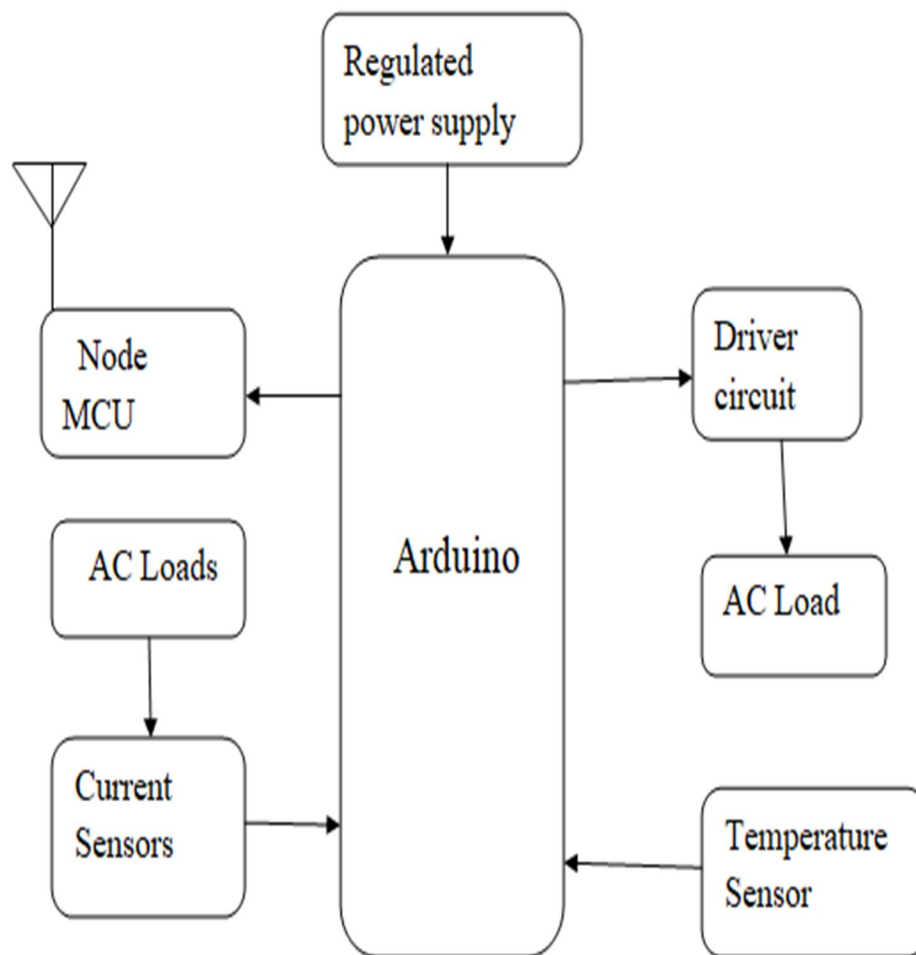 Regulated
power supply
Node
MCU
Driver
circuit
Arduino
AC Loads
AC Load
Current
Sensors
Temperature
Sensor